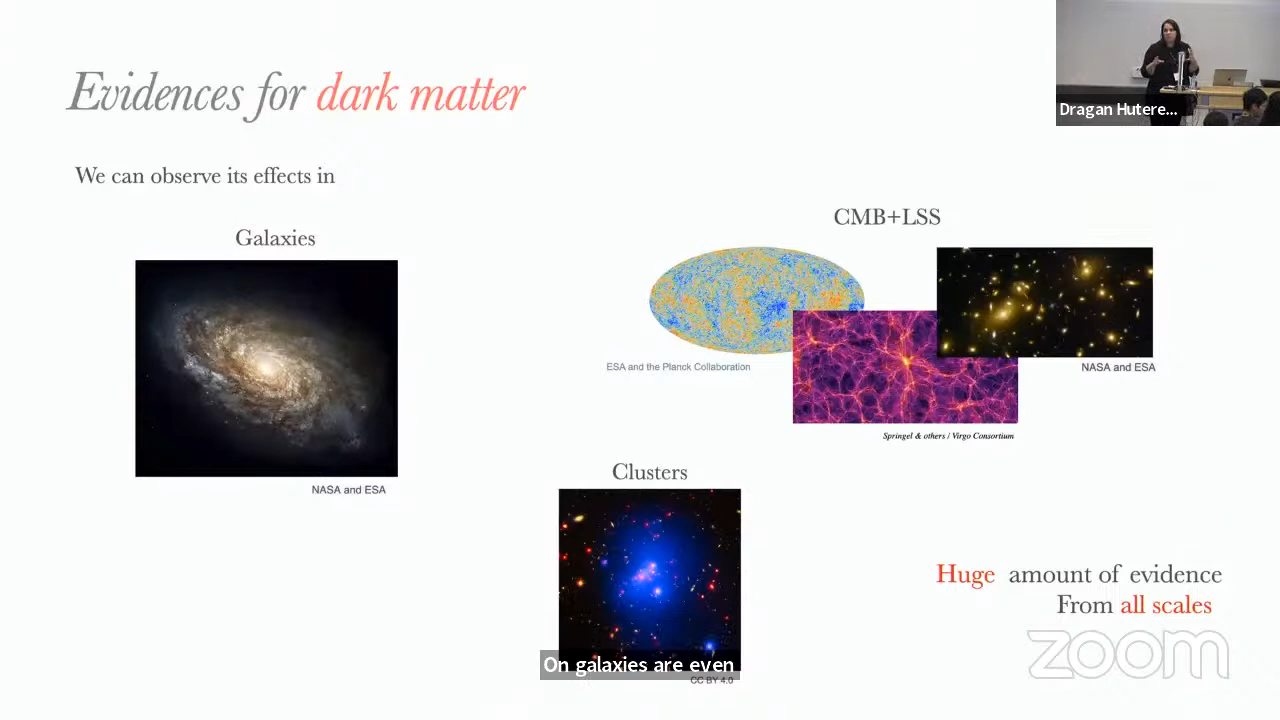 Evidences for dark matter
Dragan Hutere...
We can observe its effects in
CMB+LSS
Galaxies
ESA and the Planck Collaboration
NASA and ESA
Springel & others / Virgo Consortium
Clusters
NASA and ESA
Huge amount of evidence
From all scales
On galaxies are even
CC BY 4.0
zoom